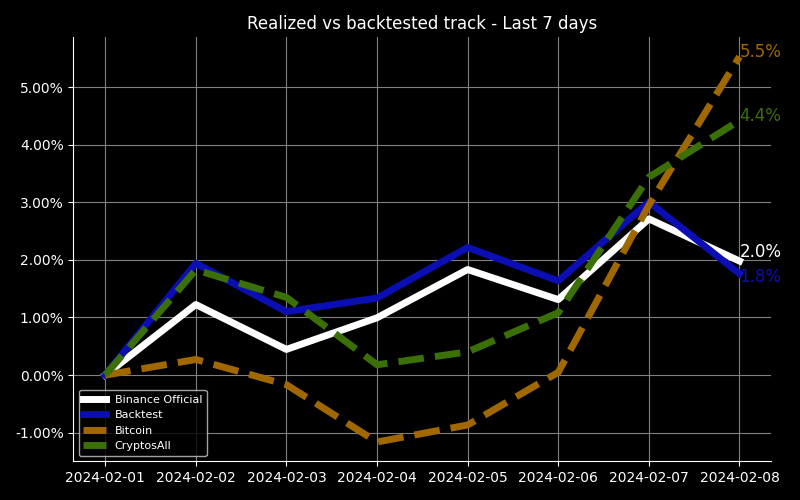 Realized vs backtested track - Last 7 days
5.5%
5.00%
4.4%
4.00%
3.00%
2.0%
2.00%
1.8%
1.00%
0.00%
-1.00%
Binance Official
Backtest
Bitcoin
CryptosAll
2024-02-01 2024-02-02 2024-02-03 2024-02-04 2024-02-05 2024-02-06 2024-02-07 2024-02-08